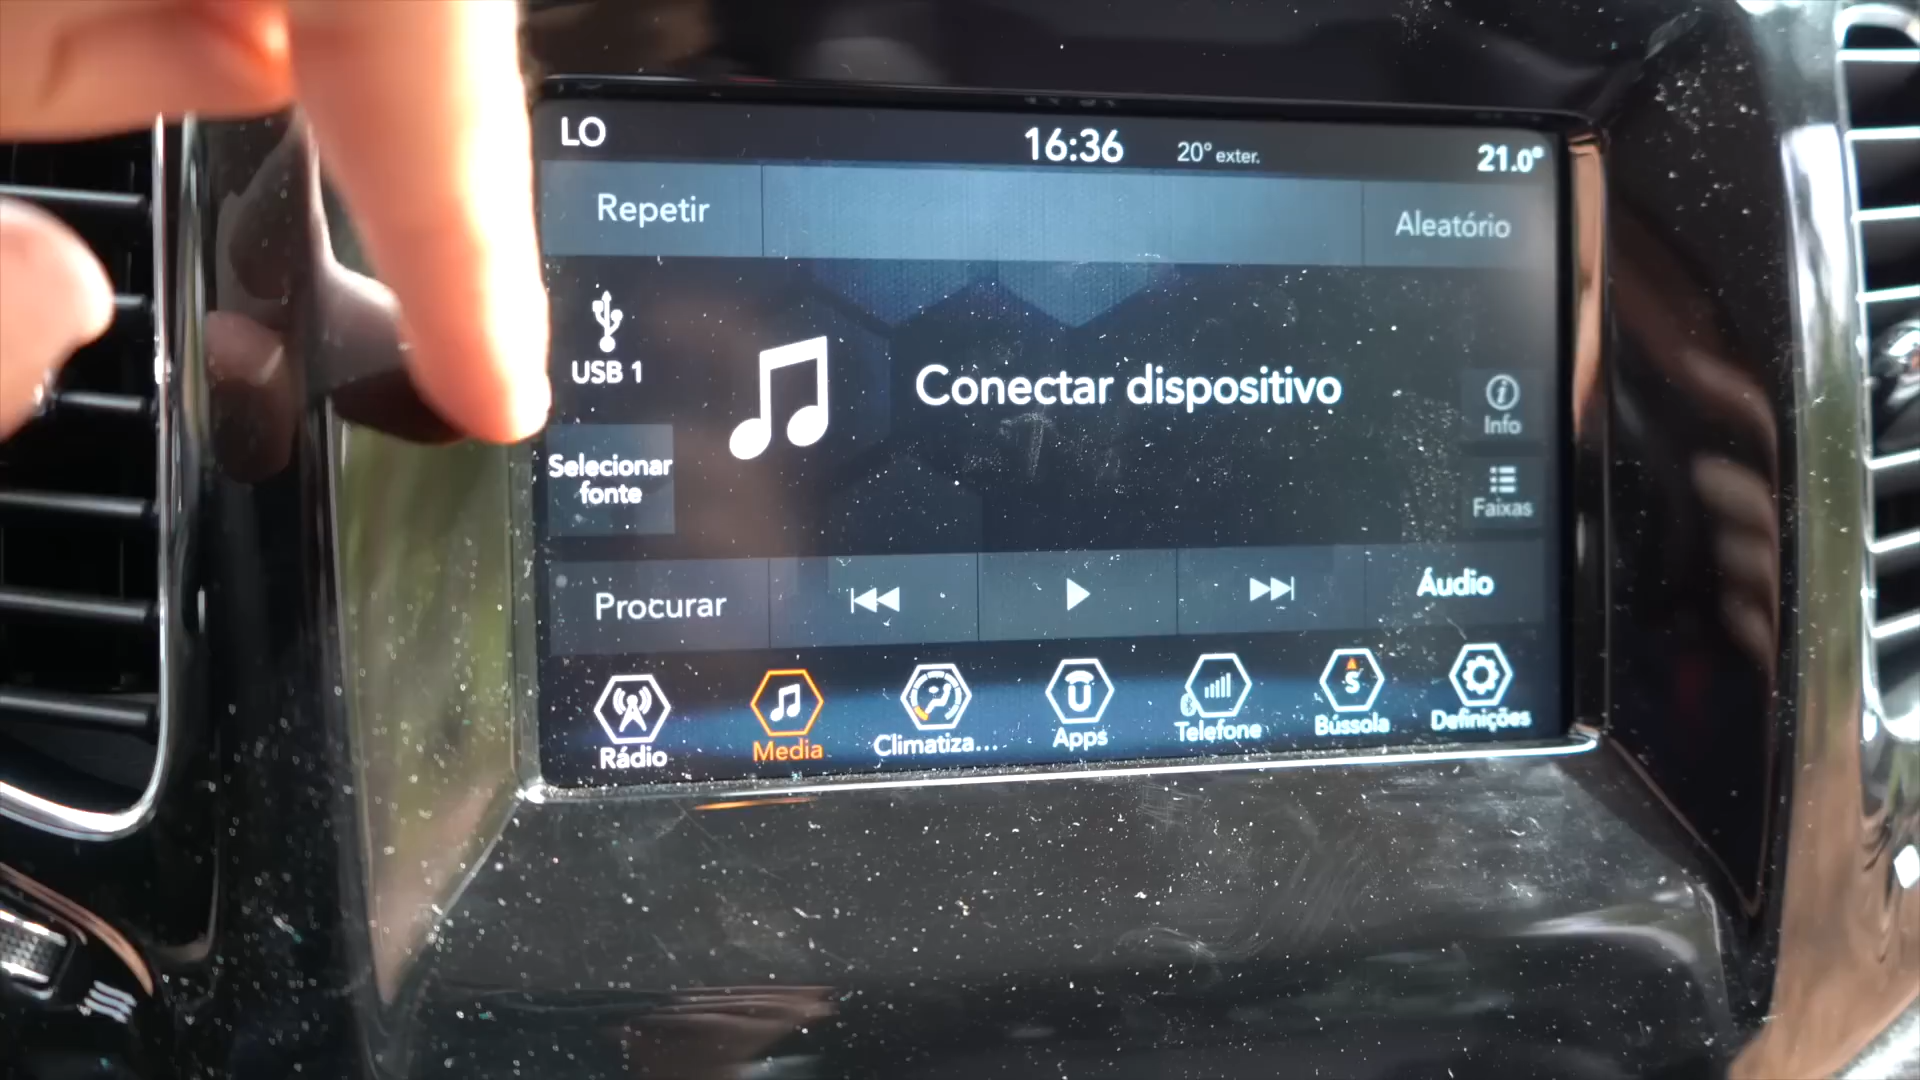 LO
16:36
20° exter.
21.0°
Repetir
Aleatório
USB 1
Conectar dispositivo
Info
Selecionar
fonte
Faixas
Procurar
Áudio
Rádio
Media
Climatiza...
Apps
Telefone
S
Bússola
Definições